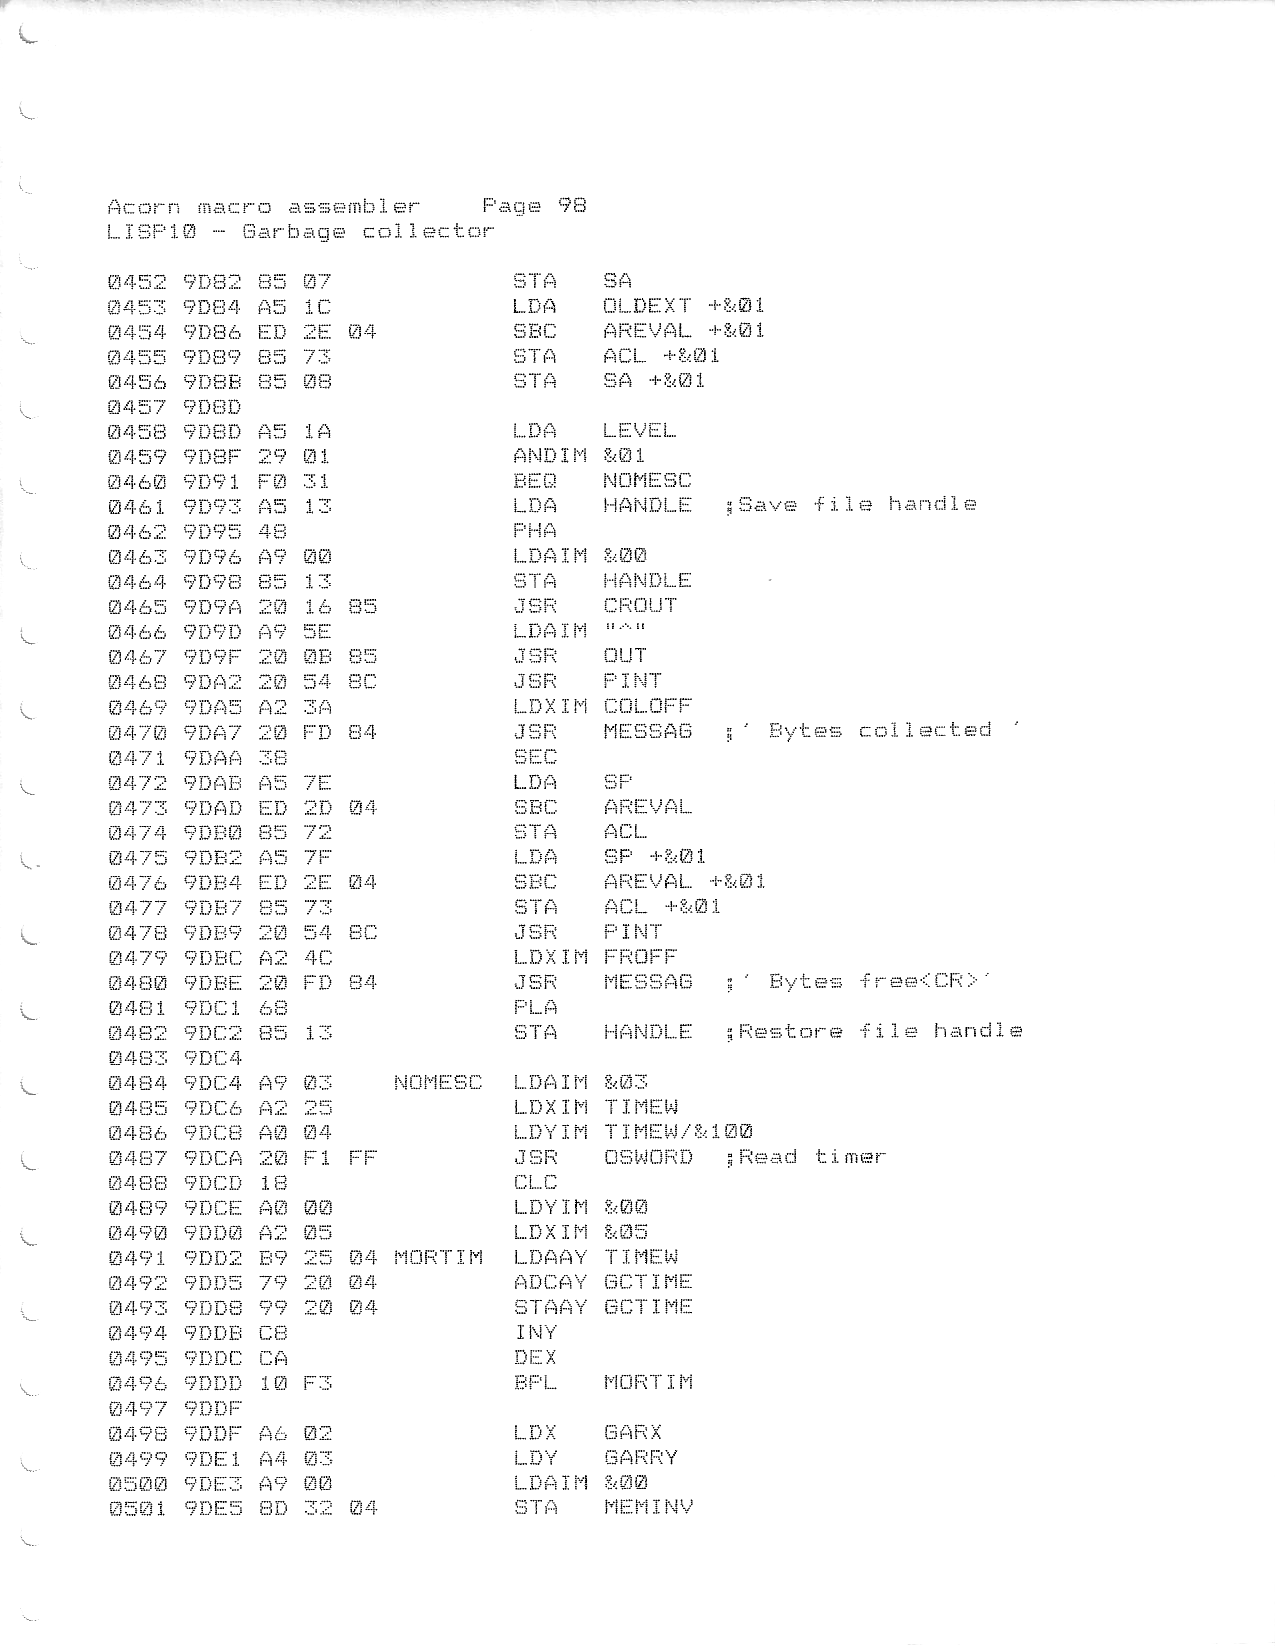 Acorn macro assembler    Page 98
LISP10 - Garbage collector

0452 9D82 85 07            STA   SA
0453 9D84 A5 1C            LDA   OLDEXT +&01
0454 9D86 ED 2E 04         SBC   AREVAL +&01
0455 9D89 85 73            STA   ACL +&01
0456 9D8B 85 08            STA   SA +&01
0457 9D8D
0458 9D8D A5 1A            LDA   LEVEL
0459 9D8F 29 01            ANDIM &01
0460 9D91 F0 31            BEQ   NOMESC
0461 9D93 A5 13            LDA   HANDLE  ;Save file handle
0462 9D95 48               PHA
0463 9D96 A9 00            LDAIM &00
0464 9D98 85 13            STA   HANDLE
0465 9D9A 20 16 85         JSR   CROUT
0466 9D9D A9 5E            LDAIM "^"
0467 9D9F 20 0B 85         JSR   OUT
0468 9DA2 20 54 8C         JSR   PINT
0469 9DA5 A2 3A            LDXIM COLOFF
0470 9DA7 20 FD 84         JSR   MESSAG  ;' Bytes collected '
0471 9DAA 38               SEC
0472 9DAB A5 7E            LDA   SP
0473 9DAD ED 2D 04         SBC   AREVAL
0474 9DB0 85 72            STA   ACL
0475 9DB2 A5 7F            LDA   SP +&01
0476 9DB4 ED 2E 04         SBC   AREVAL +&01
0477 9DB7 85 73            STA   ACL +&01
0478 9DB9 20 54 8C         JSR   PINT
0479 9DBC A2 4C            LDXIM FROFF
0480 9DBE 20 FD 84         JSR   MESSAG  ;' Bytes free<CR>'
0481 9DC1 68               PLA
0482 9DC2 85 13            STA   HANDLE  ;Restore file handle
0483 9DC4
0484 9DC4 A9 03    NOMESC  LDAIM &03
0485 9DC6 A2 25            LDXIM TIMEW
0486 9DC8 A0 04            LDYIM TIMEW/&100
0487 9DCA 20 F1 FF         JSR   OSWORD  ;Read timer
0488 9DCD 18               CLC
0489 9DCE A0 00            LDYIM &00
0490 9DD0 A2 05            LDXIM &05
0491 9DD2 B9 25 04 MORTIM  LDAAY TIMEW
0492 9DD5 79 20 04         ADCAY GCTIME
0493 9DD8 99 20 04         STAAY GCTIME
0494 9DDB C8               INY
0495 9DDC CA               DEX
0496 9DDD 10 F3            BPL   MORTIM
0497 9DDF
0498 9DDF A6 02            LDX   GARX
0499 9DE1 A4 03            LDY   GARRY
0500 9DE3 A9 00            LDAIM &00
0501 9DE5 8D 32 04         STA   MEMINV